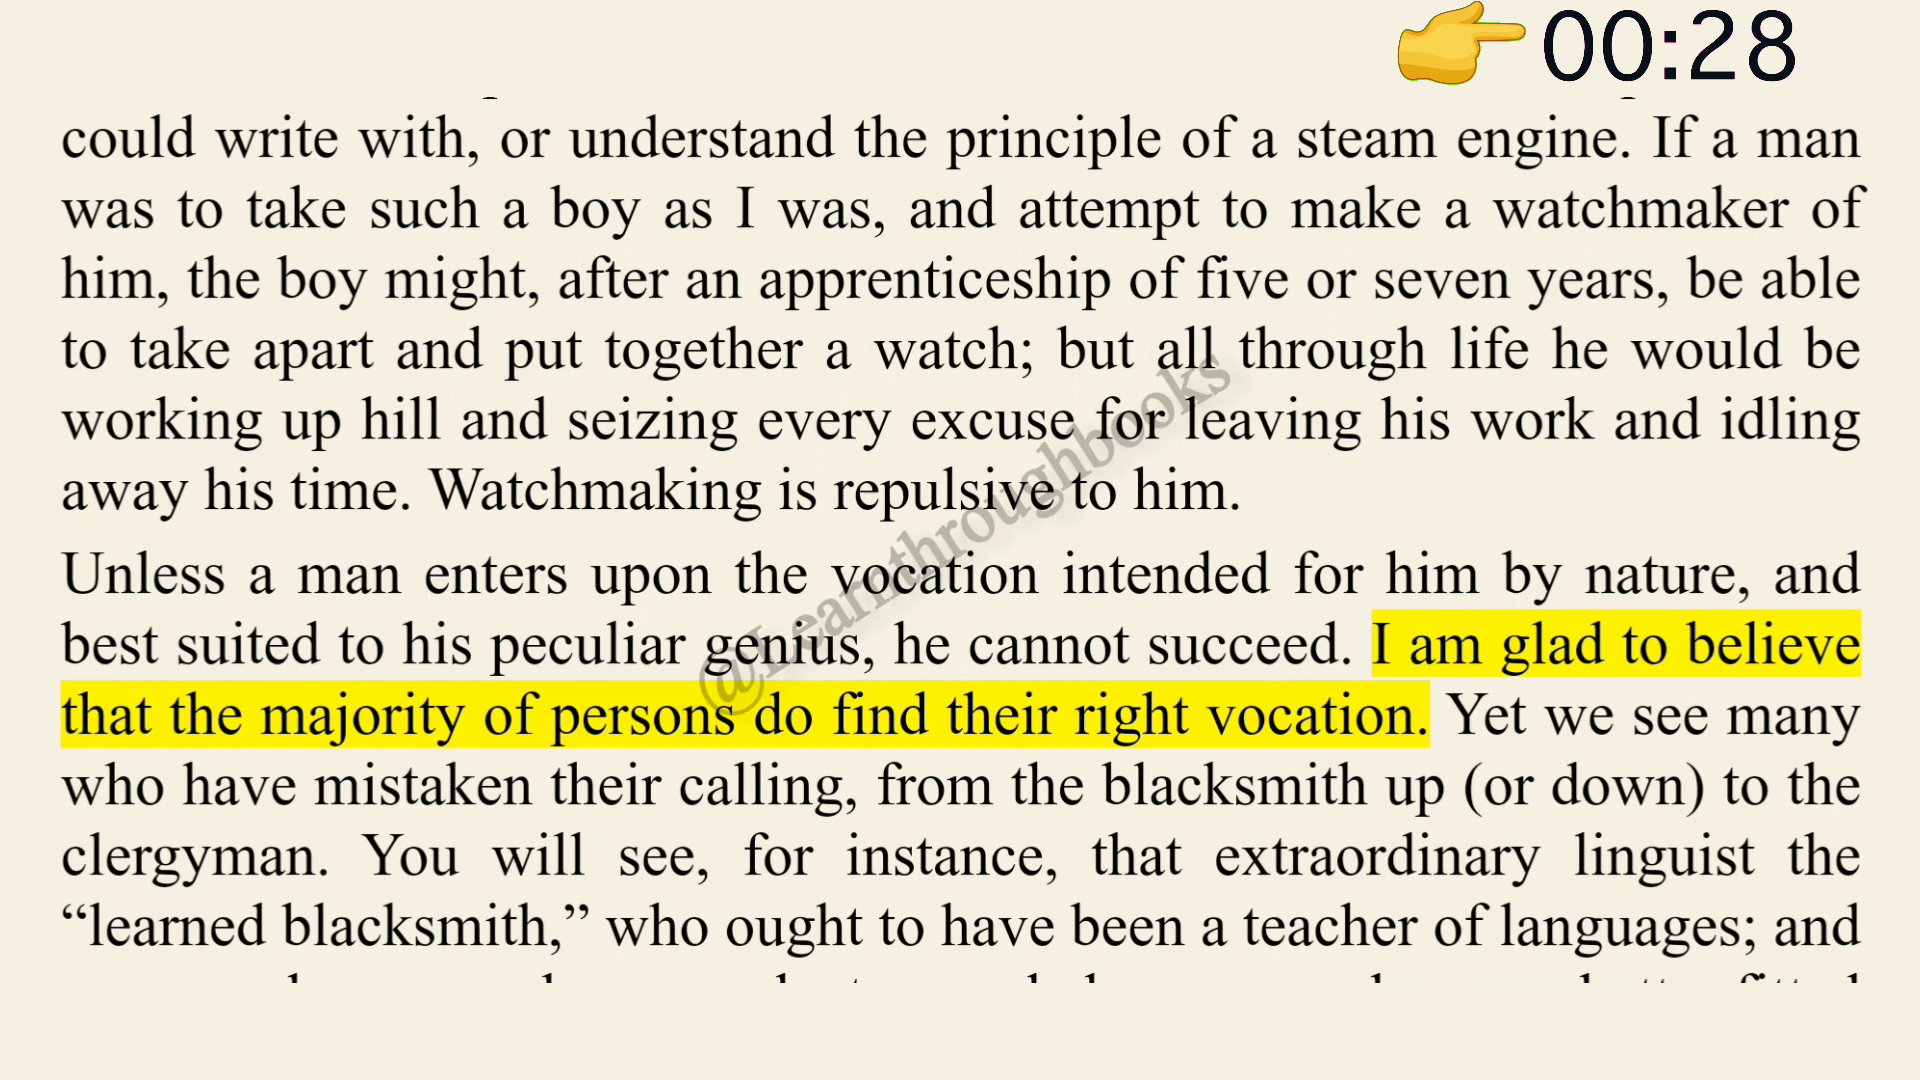 00:28
could write with, or understand the principle of a steam engine. If a man
was to take such a boy as I was, and attempt to make a watchmaker of
him, the boy might, after an apprenticeship of five or seven years, be able
to take apart and put together a watch; but all through life he would be
working up hill and seizing every excuse for leaving his work and idling
away his time. Watchmaking is repulsive to him.
Unless a man enters upon the vocation intended for him by nature, and
best suited to his peculiar genius, he cannot succeed. I am glad to believe
that the majority of persons do find their right vocation. Yet we see many
who have mistaken their calling, from the blacksmith up (or down) to the
clergyman. You will see, for instance, that extraordinary linguist the
“learned blacksmith,” who ought to have been a teacher of languages; and
@Learnthroughbooks